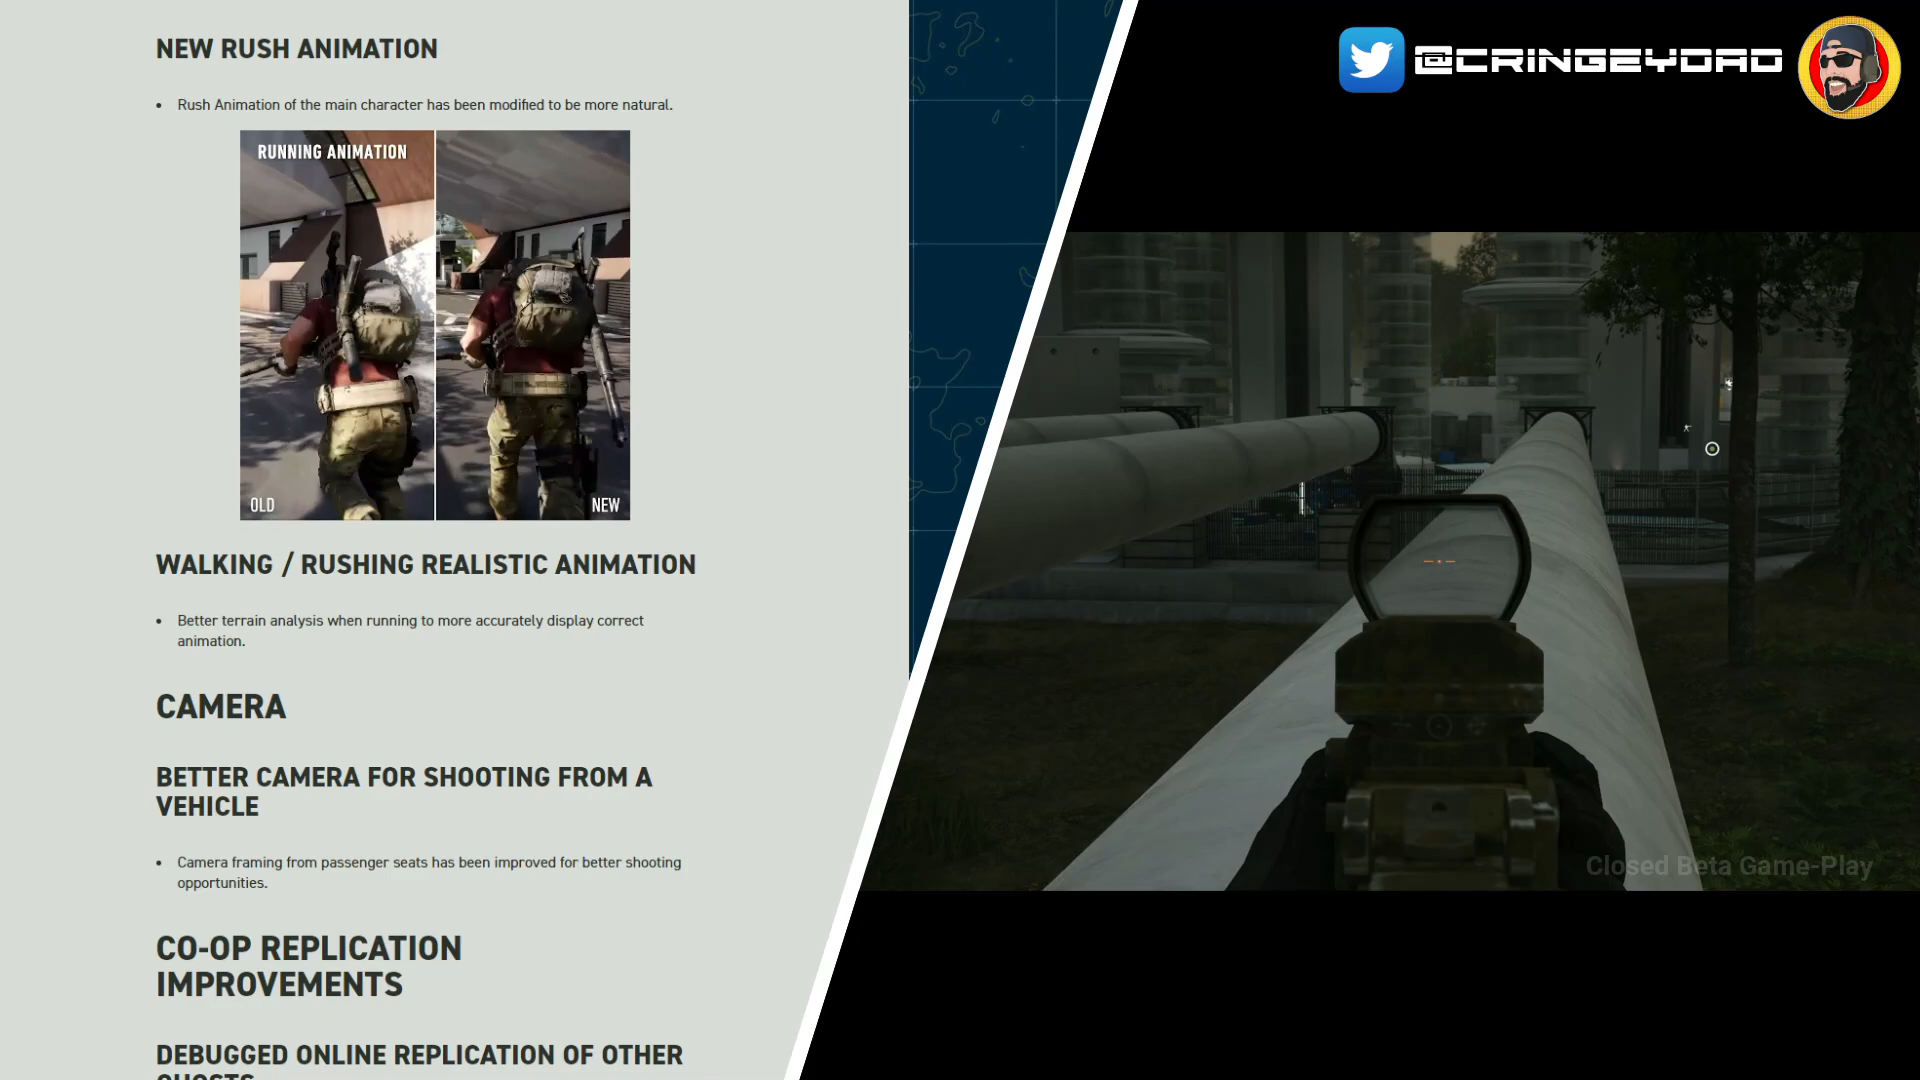 NEW RUSH ANIMATION
• Rush Animation of the main character has been modified to be more natural.
RUNNING ANIMATION
OLD
NEW
WALKING / RUSHING REALISTIC ANIMATION
• Better terrain analysis when running to more accurately display correct
animation.
CAMERA
BETTER CAMERA FOR SHOOTING FROM A
VEHICLE
• Camera framing from passenger seats has been improved for better shooting
opportunities.
CO-OP REPLICATION
IMPROVEMENTS
DEBUGGED ONLINE REPLICATION OF OTHER
GHOSTS
@CRINGEYDAD
Closed Beta Game-Play